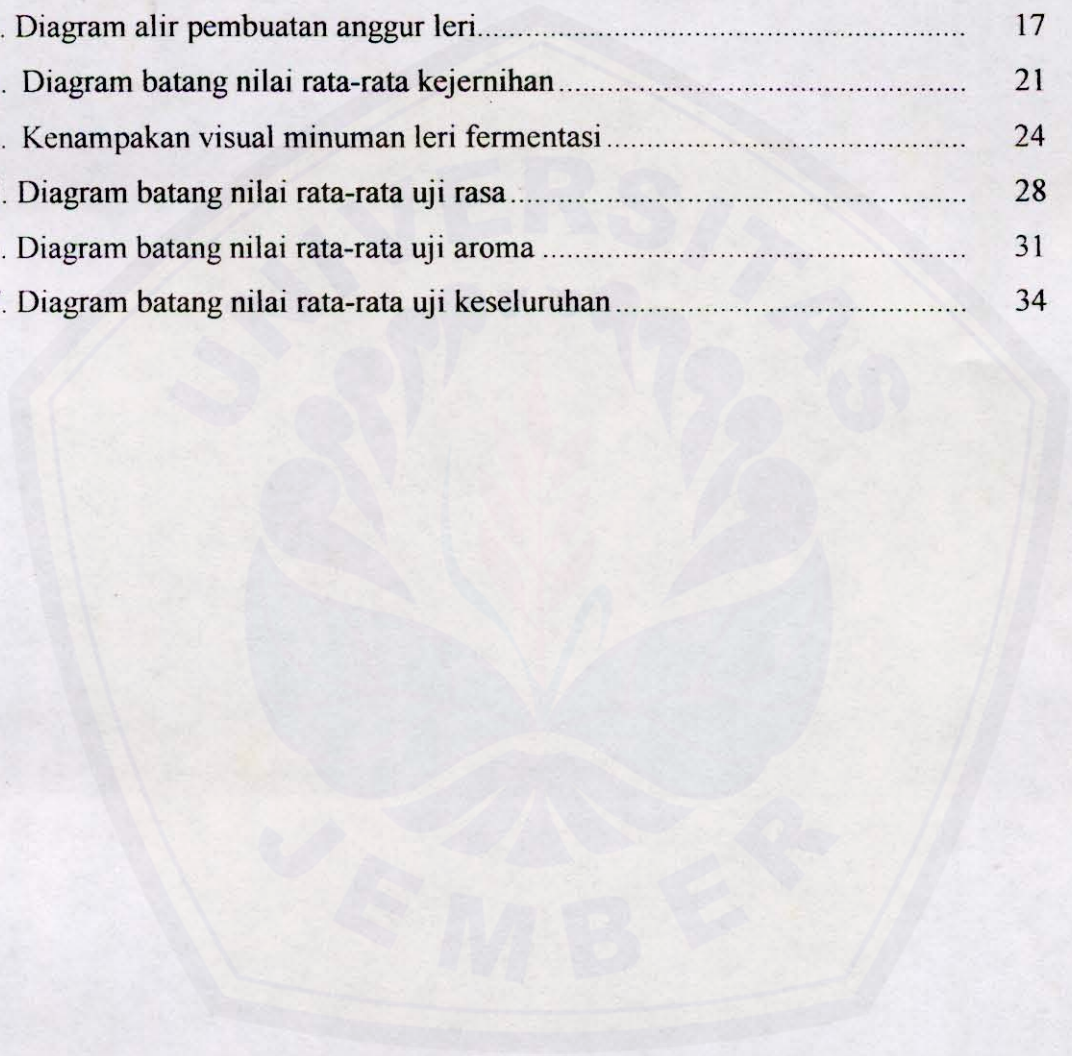 . Diagram alir pembuatan anggur leri.................................................................... 17
. Diagram batang nilai rata-rata kejernihan......................................................... 21
. Kenampakan visual minuman leri fermentasi.................................................. 24
. Diagram batang nilai rata-rata uji rasa............................................................... 28
. Diagram batang nilai rata-rata uji aroma ........................................................... 31
. Diagram batang nilai rata-rata uji keseluruhan................................................. 34
UNIVERSITAS
JEMBER